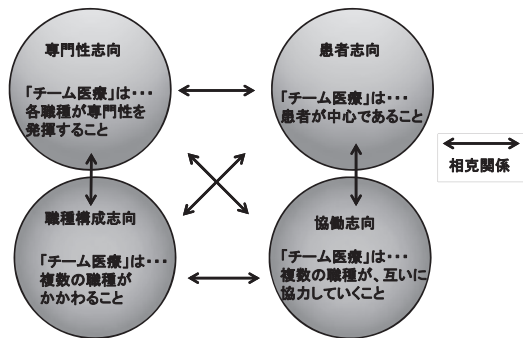 専門性志向
「チーム医療」は・・・
各職種が専門性を
発揮すること
患者志向
「チーム医療」は・・・
患者が中心であること
相克関係
職種構成志向
「チーム医療」は・・・
複数の職種が
かかわること
協働志向
「チーム医療」は・・・
複数の職種が、互いに
協力していくこと